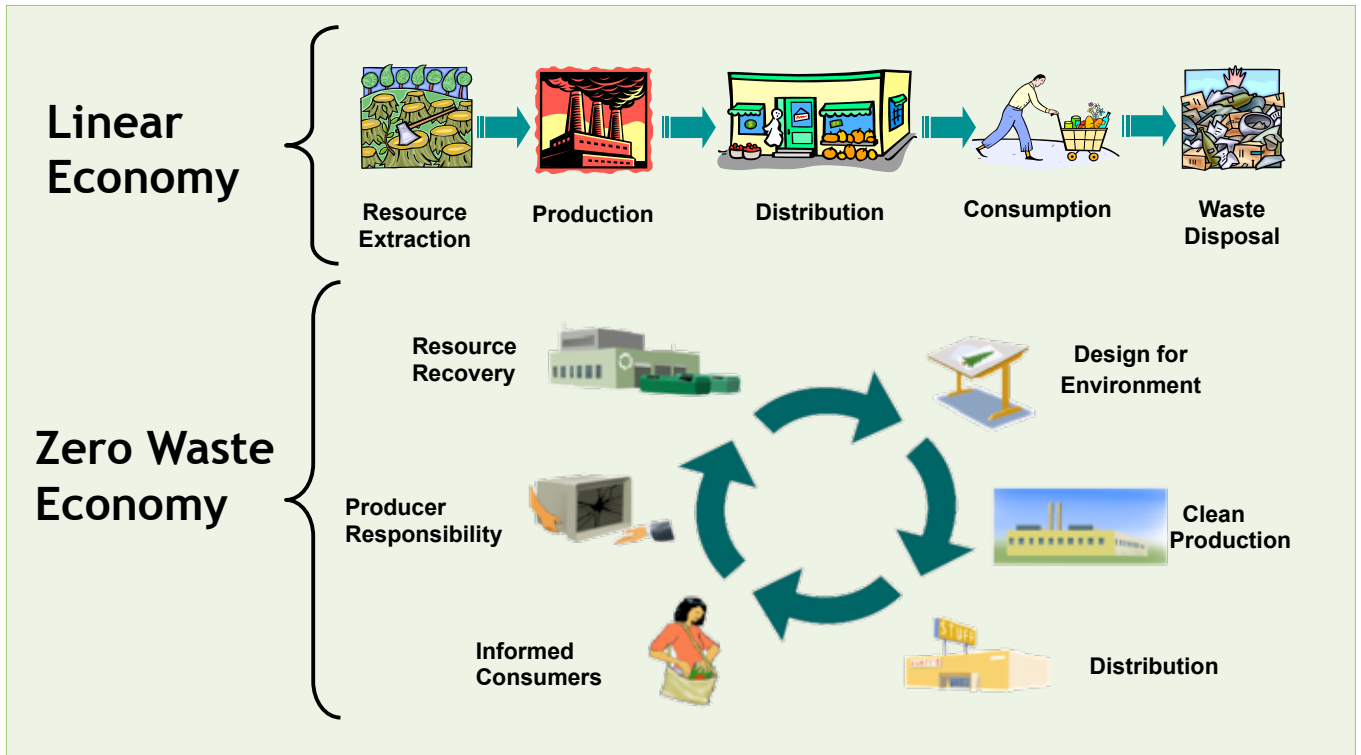 Linear
Economy
Resource
Extraction
Production
Distribution
Consumption
Waste
Disposal
Zero Waste
Economy
Resource
Recovery
Design for
Environment
Producer
Responsibility
Clean
Production
Informed
Consumers
STUFF
Distribution